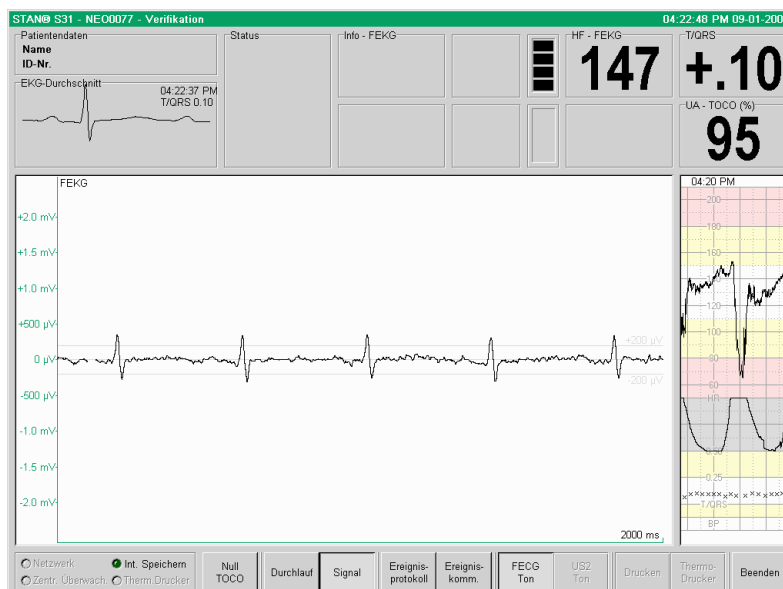 STAN® S31 - NEO0077 - Verifikation
04:22:48 PM 09-01-200
Patientendaten
Name
ID-Nr.
Status
Info - FEKG
HF - FEKG
147
T/QRS
+.10
EKG-Durchschnitt
04:22:37 PM
T/QRS 0.10
UA - TOCO (%)
95
FEKG
+2.0 mV
+1.5 mV
+1.0 mV
+500 µV
0 µV
-500 µV
-1.0 mV
-1.5 mV
-2.0 mV
+200 µV
-200 µV
2000 ms
04:20 PM
200
180
160
140
120
100
80
60
HR
0.50
0.25
T/QRS
BP
Netzwerk
Int. Speichern
Zentr. Überwach.
Therm.Drucker
Null
TOCO
Durchlauf
Signal
Ereignis-
protokoll
Ereignis-
komm.
FECG
Ton
US2
Ton
Drucken
Thermo-
Drucker
Beenden